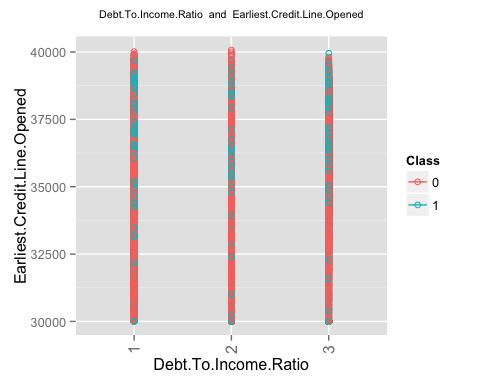 Debt.To.Income.Ratio and Earliest.Credit.Line.Opened
40000
37500
35000
32500
30000
Earliest.Credit.Line.Opened
1
2
3
Debt.To.Income.Ratio
Class
0
1